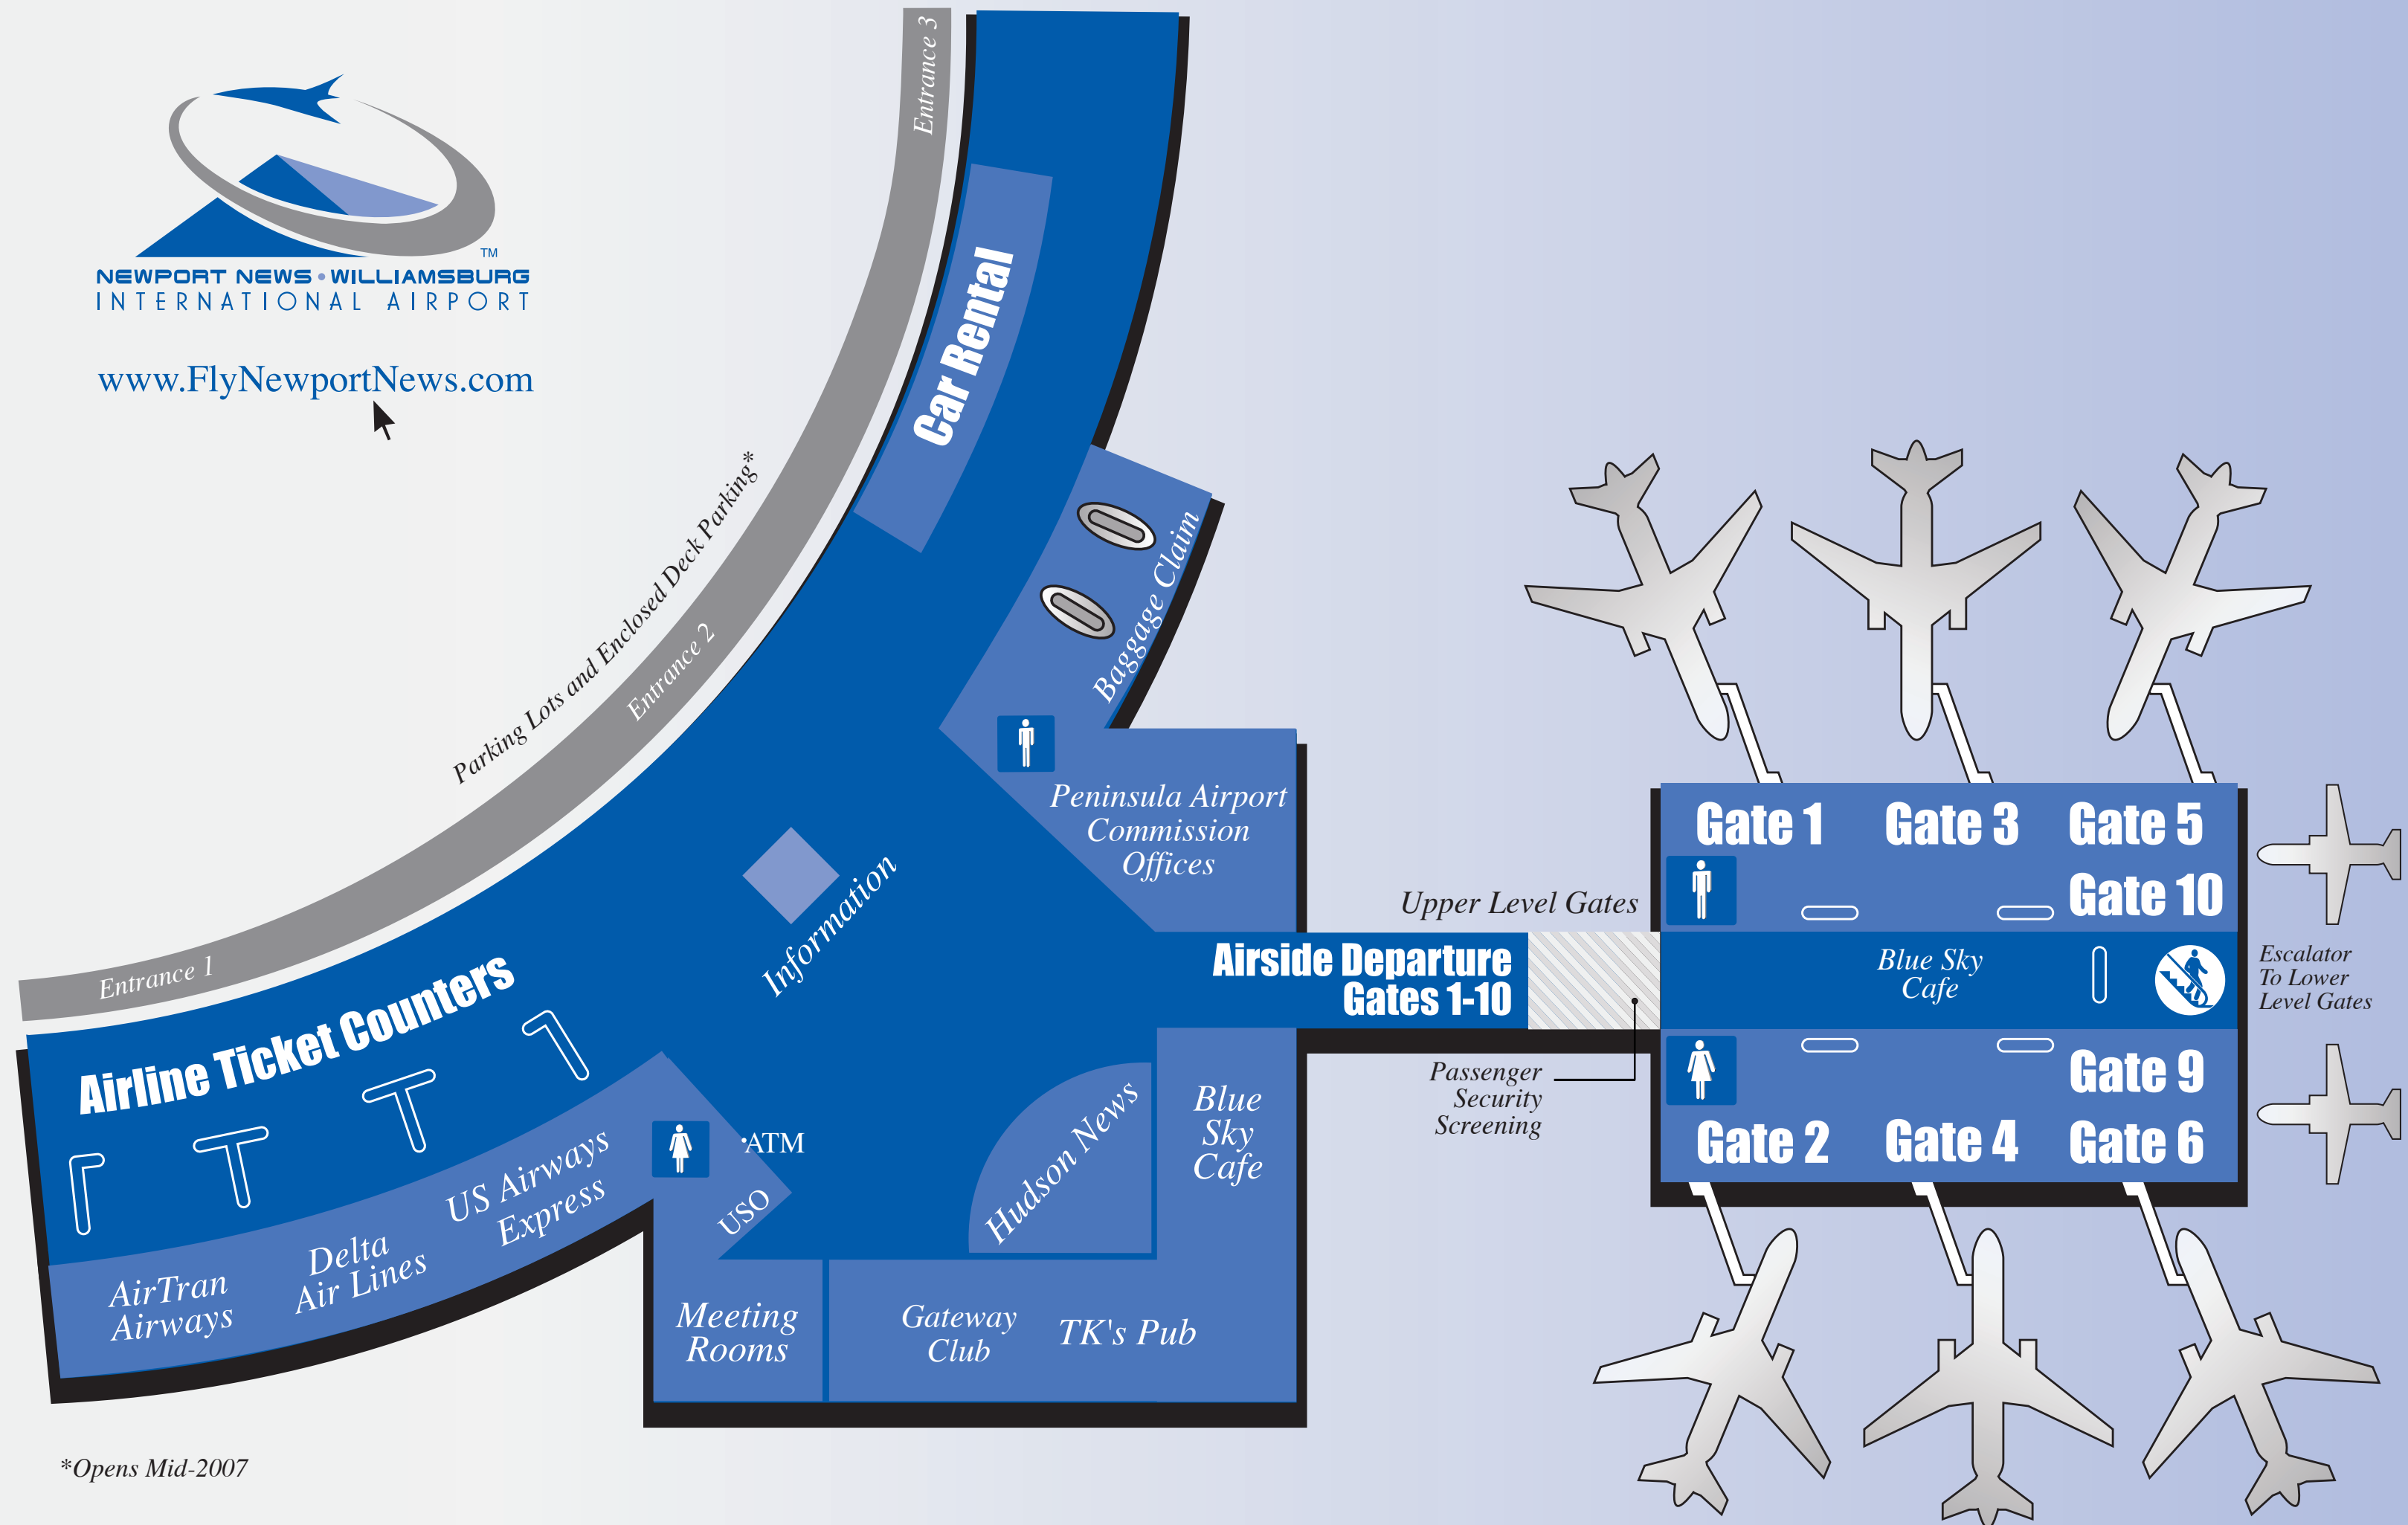 TM
NEWPORT NEWS • WILLIAMSBURG
INTERNATIONAL AIRPORT
www.FlyNewportNews.com
Entrance 3
Car Rental
Parking Lots and Enclosed Deck Parking*
Entrance 2
Baggage Claim
Peninsula Airport
Commission
Offices
Information
Entrance 1
Airline Ticket Counters
AirTran
Airways
Delta
Air Lines
US Airways
Express
ATM
USO
Hudson News
Blue
Sky
Cafe
Meeting
Rooms
Gateway
Club
TK's Pub
Airside Departure
Gates 1-10
Upper Level Gates
Passenger
Security
Screening
Gate 1
Gate 3
Gate 5
Gate 10
Blue Sky
Cafe
Escalator
To Lower
Level Gates
Gate 9
Gate 2
Gate 4
Gate 6
*Opens Mid-2007